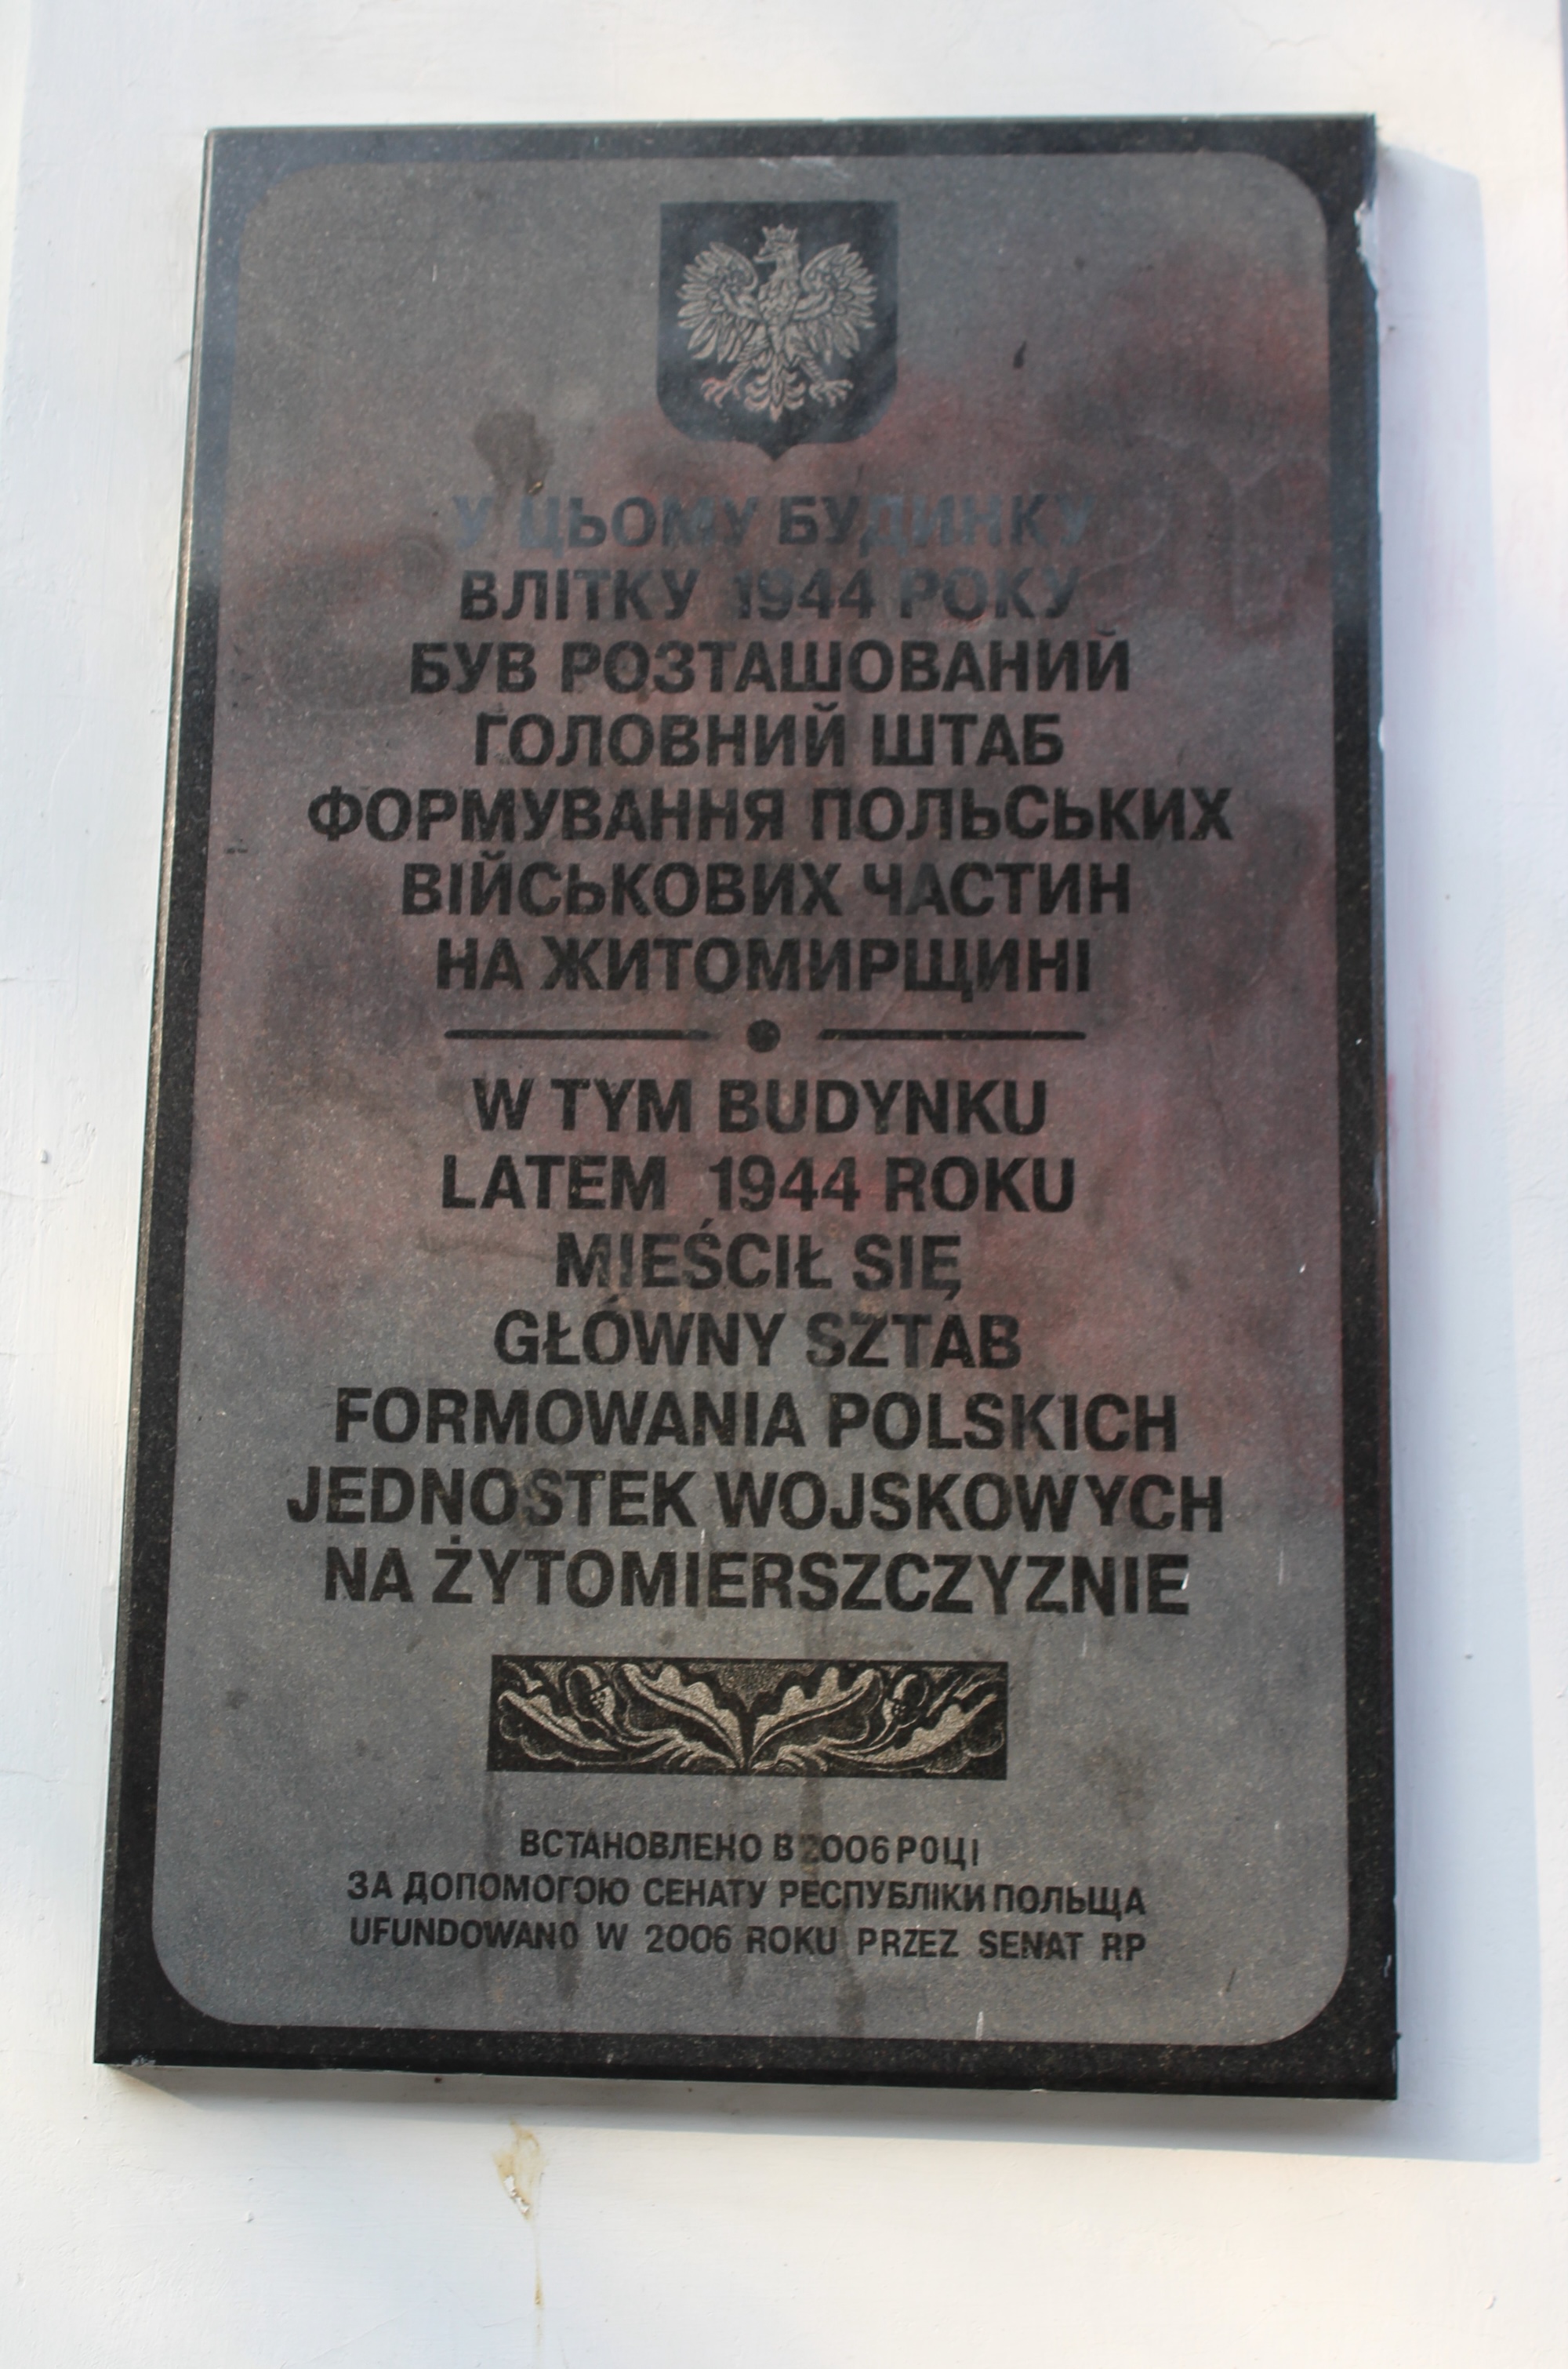 У ЦЬОМУ БУДИНКУ
ВЛІТКУ 1944 РОКУ
БУВ РОЗТАШОВАНИЙ
ГОЛОВНИЙ ШТАБ
ФОРМУВАННЯ ПОЛЬСЬКИХ
ВІЙСЬКОВИХ ЧАСТИН
НА ЖИТОМИРЩИНІ
W TYM BUDYNKU
LATEM 1944 ROKU
MIEŚCIŁ SIĘ
GŁÓWNY SZTAB
FORMOWANIA POLSKICH
JEDNOSTEK WOJSKOWYCH
NA ŻYTOMIERSZCZYZNIE
ВСТАНОВЛЕНО В 2006 РОЦІ
ЗА ДОПОМОГОЮ СЕНАТУ РЕСПУБЛІКИ ПОЛЬЩА
UFUNDOWANO W 2006 ROKU PRZEZ SENAT RP